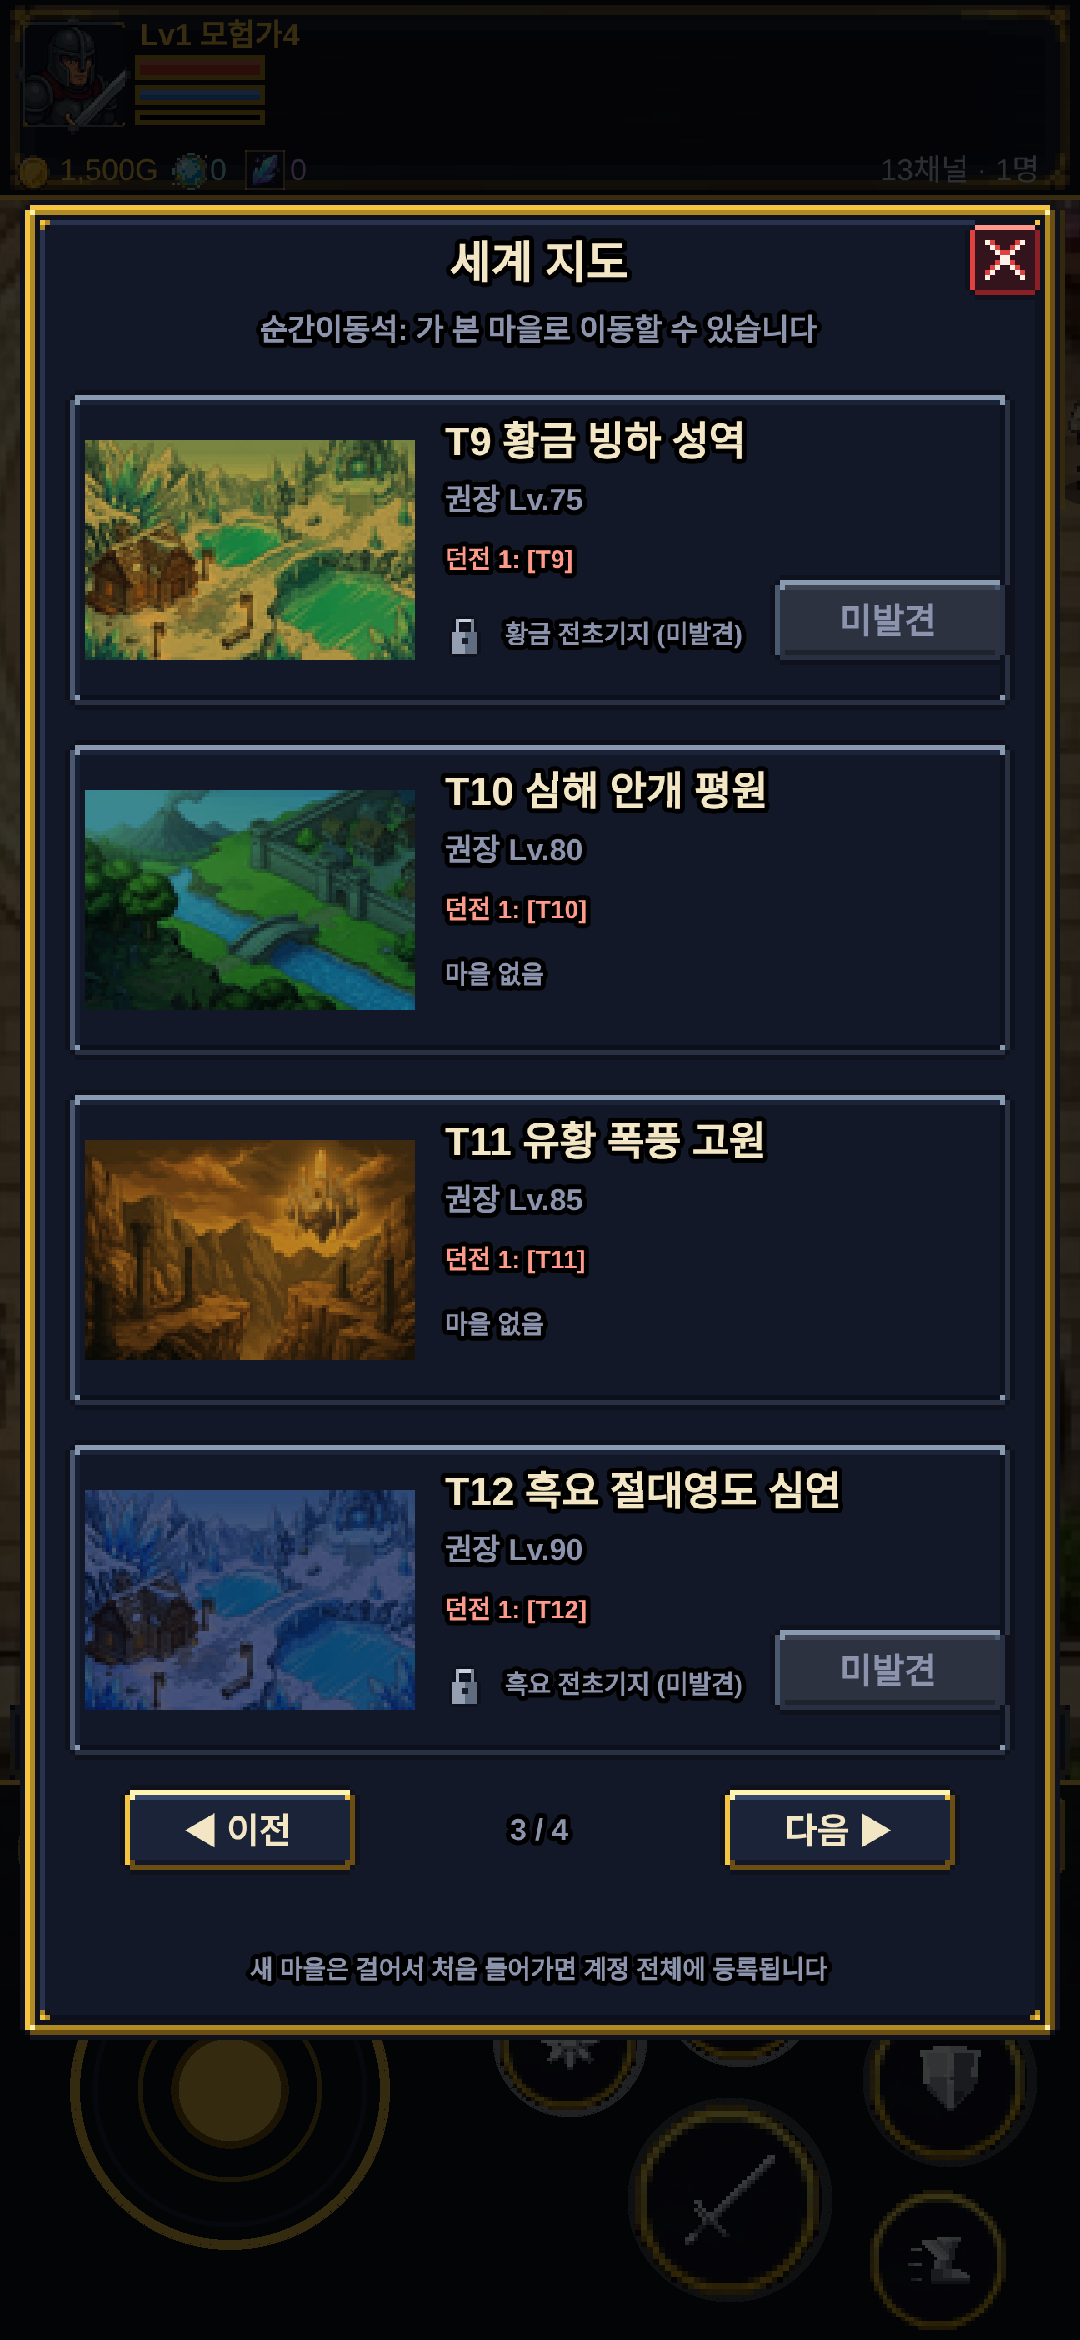 Lv1 모험가4
1,500G 0 0 13채널 · 1명
세계 지도
순간이동석: 가 본 마을로 이동할 수 있습니다
T9 황금 빙하 성역
권장 Lv.75
던전 1: [T9]
황금 전초기지 (미발견)
미발견
T10 심해 안개 평원
권장 Lv.80
던전 1: [T10]
마을 없음
T11 유황 폭풍 고원
권장 Lv.85
던전 1: [T11]
마을 없음
T12 흑요 절대영도 심연
권장 Lv.90
던전 1: [T12]
흑요 전초기지 (미발견)
미발견
◀ 이전 3 / 4 다음 ▶
새 마을은 걸어서 처음 들어가면 계정 전체에 등록됩니다